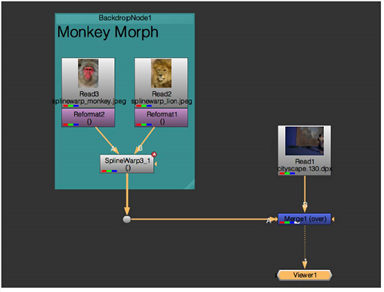 BackdropNode1
Monkey Morph
Read3
splinewarp_monkey.jpeg
Read2
splinewarp_lion.jpeg
Reformat2
()
Reformat1
()
SplineWarp3_1
()
Read1
cityscape.130.dpx
A
Merge1 (over)
Viewer1